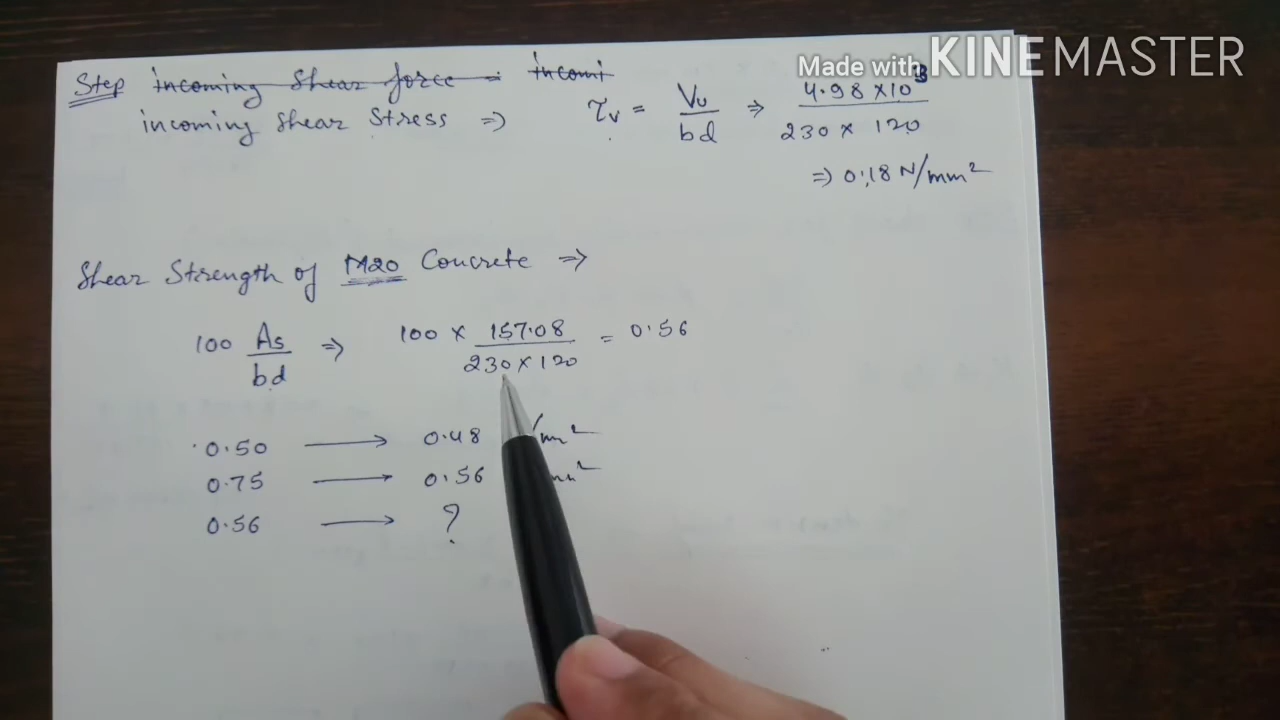 Made with KINEMASTER
Step incoming shear force = incomi
incoming shear stress ⇒ τv = Vu / bd ⇒ 4.98 × 10³ / 230 × 120
⇒ 0.18 N/mm²
Shear Strength of M20 Concrete ⇒
100 As / bd ⇒ 100 × 157.08 / 230 × 120 = 0.56
0.50 → 0.48 /mm²
0.75 → 0.56 mm²
0.56 → ?